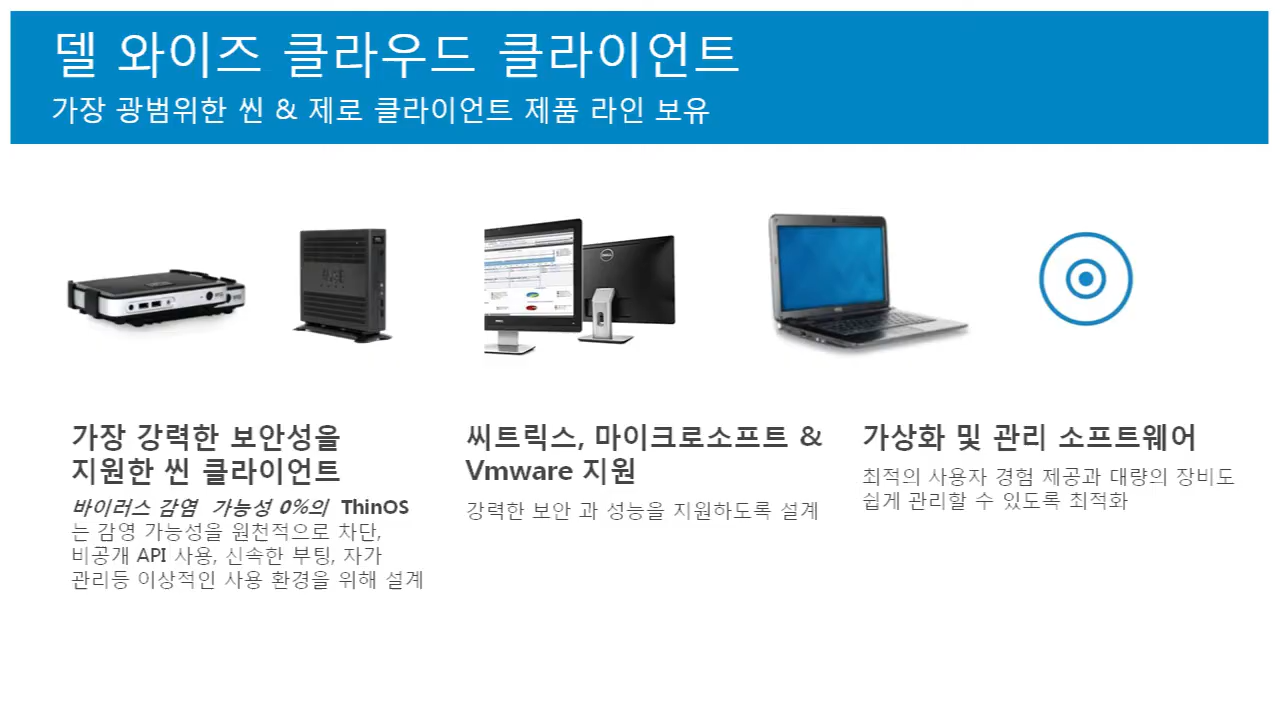 델 와이즈 클라우드 클라이언트
가장 광범위한 씬 & 제로 클라이언트 제품 라인 보유
가장 강력한 보안성을
지원한 씬 클라이언트
바이러스 감염 가능성 0%의 ThinOS
는 감염 가능성을 원천적으로 차단,
비공개 API 사용, 신속한 부팅, 자가
관리등 이상적인 사용 환경을 위해 설계
씨트릭스, 마이크로소프트 &
Vmware 지원
강력한 보안 과 성능을 지원하도록 설계
가상화 및 관리 소프트웨어
최적의 사용자 경험 제공과 대량의 장비도
쉽게 관리할 수 있도록 최적화